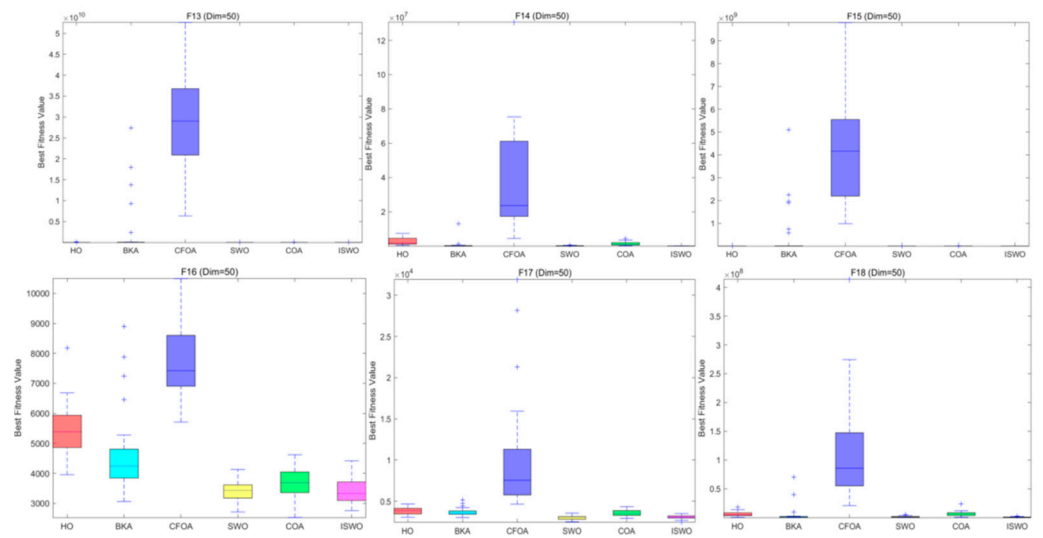 F13 (Dim=50)
×10^10
Best Fitness Value
5
4.5
4
3.5
3
2.5
2
1.5
1
0.5
HO BKA CFOA SWO COA ISWO
F14 (Dim=50)
×10^7
Best Fitness Value
12
10
8
6
4
2
HO BKA CFOA SWO COA ISWO
F15 (Dim=50)
×10^9
Best Fitness Value
9
8
7
6
5
4
3
2
1
HO BKA CFOA SWO COA ISWO
F16 (Dim=50)
Best Fitness Value
10000
9000
8000
7000
6000
5000
4000
3000
HO BKA CFOA SWO COA ISWO
F17 (Dim=50)
×10^4
Best Fitness Value
3
2.5
2
1.5
1
0.5
HO BKA CFOA SWO COA ISWO
F18 (Dim=50)
×10^8
Best Fitness Value
4
3.5
3
2.5
2
1.5
1
0.5
HO BKA CFOA SWO COA ISWO